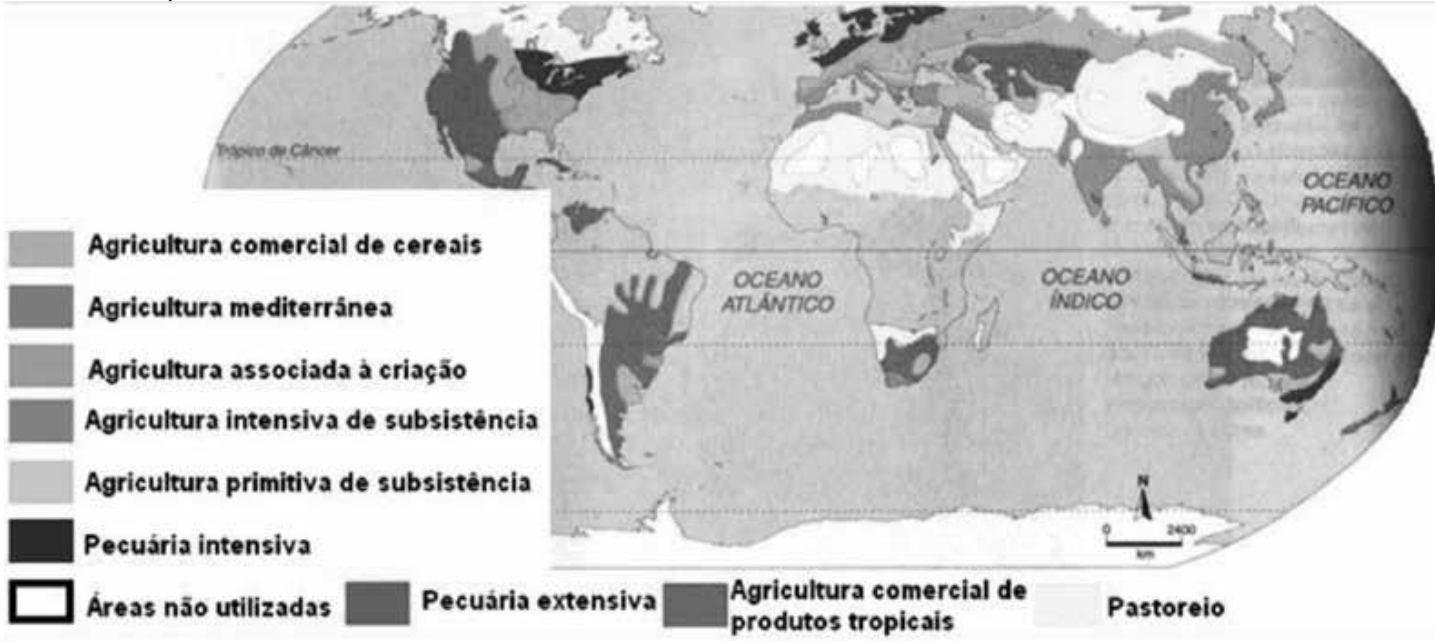 Trópico de Câncer
OCEANO
PACÍFICO
OCEANO
ATLÂNTICO
OCEANO
ÍNDICO
N
0 2400
km
Agricultura comercial de cereais
Agricultura mediterrânea
Agricultura associada à criação
Agricultura intensiva de subsistência
Agricultura primitiva de subsistência
Pecuária intensiva
Áreas não utilizadas
Pecuária extensiva
Agricultura comercial de
produtos tropicais
Pastoreio